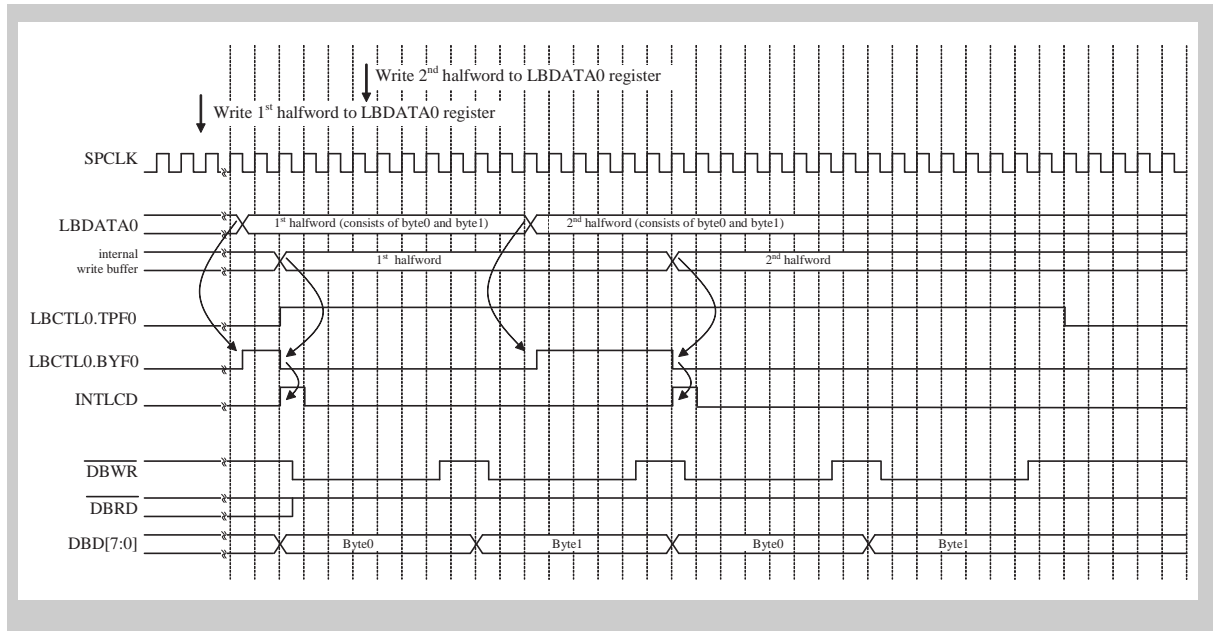 Write 2nd halfword to LBDATA0 register
Write 1st halfword to LBDATA0 register
SPCLK
LBDATA0
1st halfword (consists of byte0 and byte1)
2nd halfword (consists of byte0 and byte1)
internal
write buffer
1st halfword
2nd halfword
LBCTL0.TPF0
LBCTL0.BYF0
INTLCD
DBWR
DBRD
DBD[7:0]
Byte0
Byte1
Byte0
Byte1